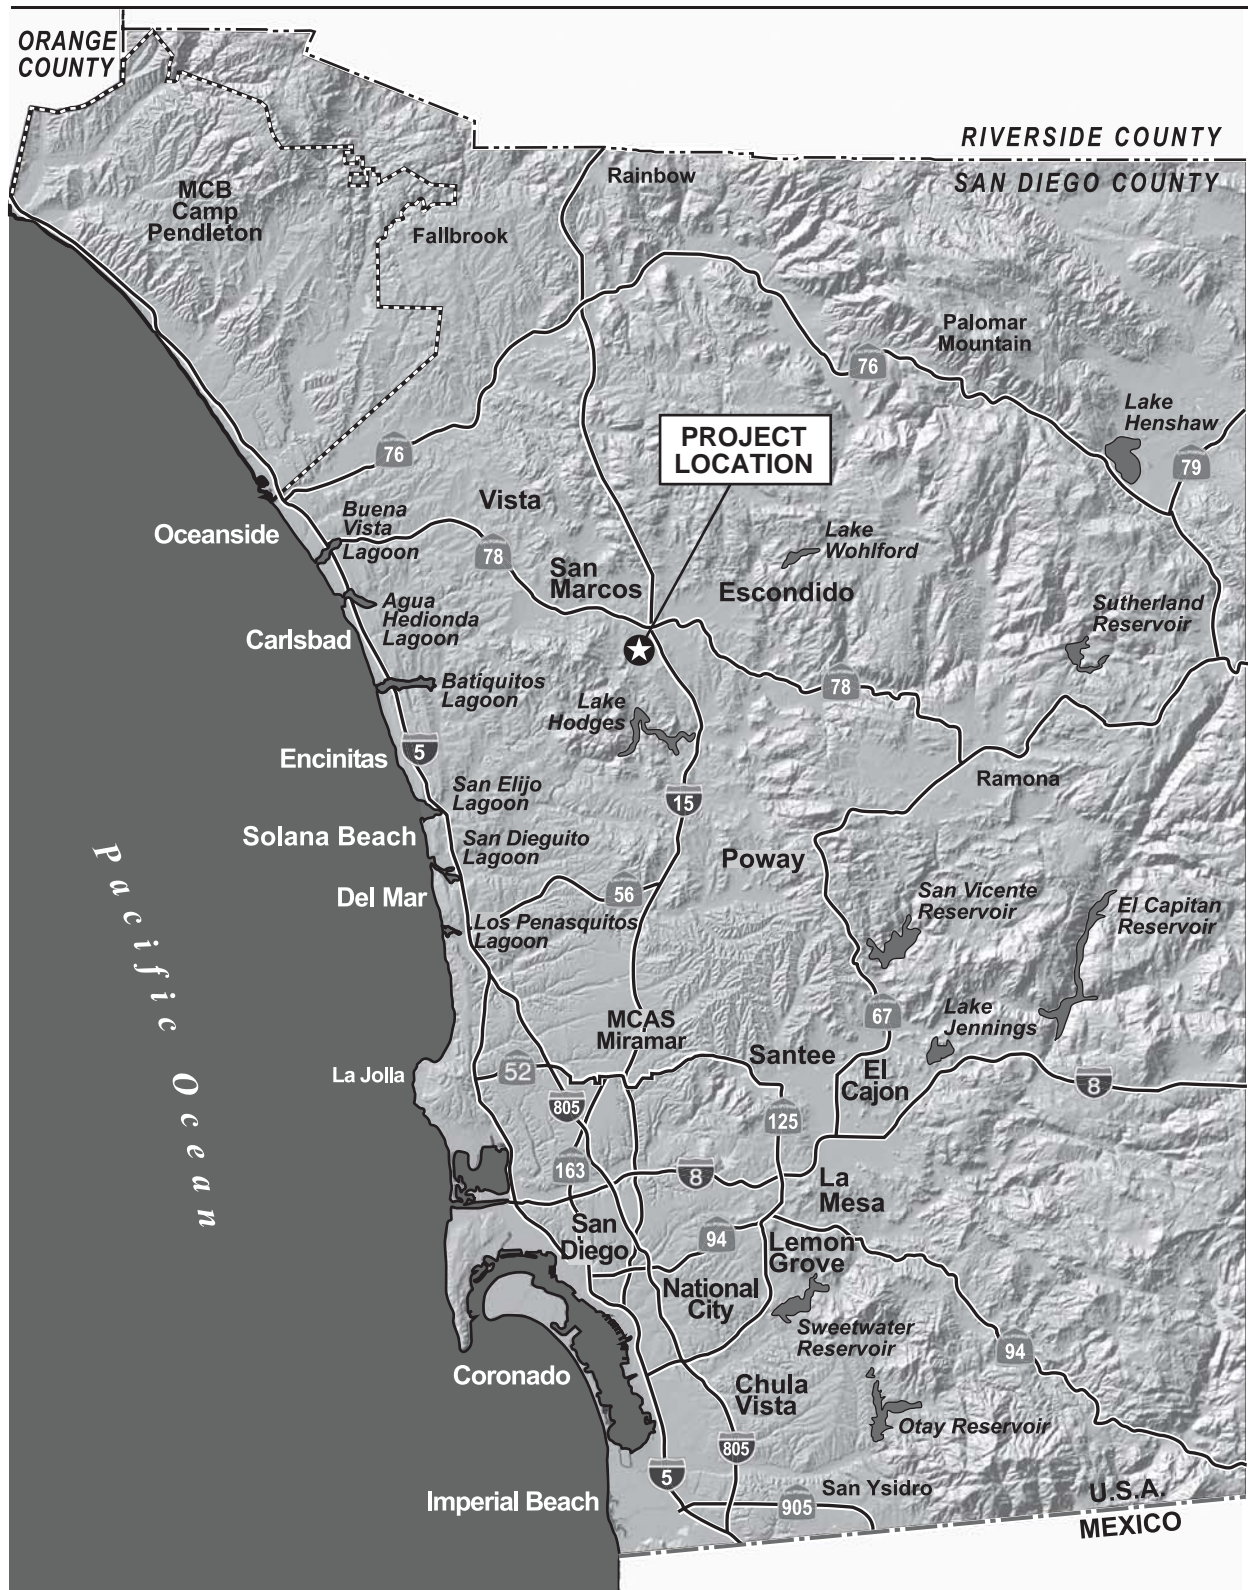 ORANGE
COUNTY
RIVERSIDE COUNTY
SAN DIEGO COUNTY
Rainbow
MCB
Camp
Pendleton
Fallbrook
Palomar
Mountain
76
Lake
Henshaw
PROJECT
LOCATION
76
79
Vista
Buena
Vista
Lagoon
Oceanside
78
Lake
Wohlford
San
Marcos
Escondido
Agua
Hedionda
Lagoon
Sutherland
Reservoir
Carlsbad
Batiquitos
Lagoon
78
Lake
Hodges
5
Encinitas
Ramona
San Elijo
Lagoon
15
Solana Beach
San Dieguito
Lagoon
Poway
Del Mar
56
San Vicente
Reservoir
El Capitan
Reservoir
Los Penasquitos
Lagoon
Pacific Ocean
MCAS
Miramar
67
Lake
Jennings
Santee
La Jolla
52
El
Cajon
8
805
125
163
8
La
Mesa
San
Diego
94
Lemon
Grove
National
City
Sweetwater
Reservoir
94
Coronado
Chula
Vista
Otay Reservoir
805
5
San Ysidro
Imperial Beach
905
U.S.A.
MEXICO